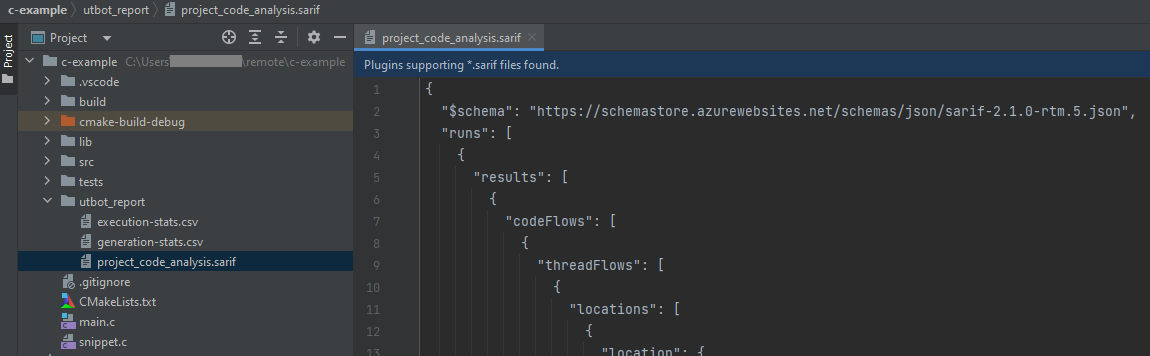 c-example utbot_report project_code_analysis.sarif
Project
Project
c-example C:\Users \remote\c-example
.vscode
build
cmake-build-debug
lib
src
tests
utbot_report
execution-stats.csv
generation-stats.csv
project_code_analysis.sarif
.gitignore
CMakeLists.txt
main.c
snippet.c
project_code_analysis.sarif
Plugins supporting *.sarif files found.
1 {
2 "$schema": "https://schemastore.azurewebsites.net/schemas/json/sarif-2.1.0-rtm.5.json",
3 "runs": [
4 {
5 "results": [
6 {
7 "codeFlows": [
8 {
9 "threadFlows": [
10 {
11 "locations": [
12 {
13 "location": {